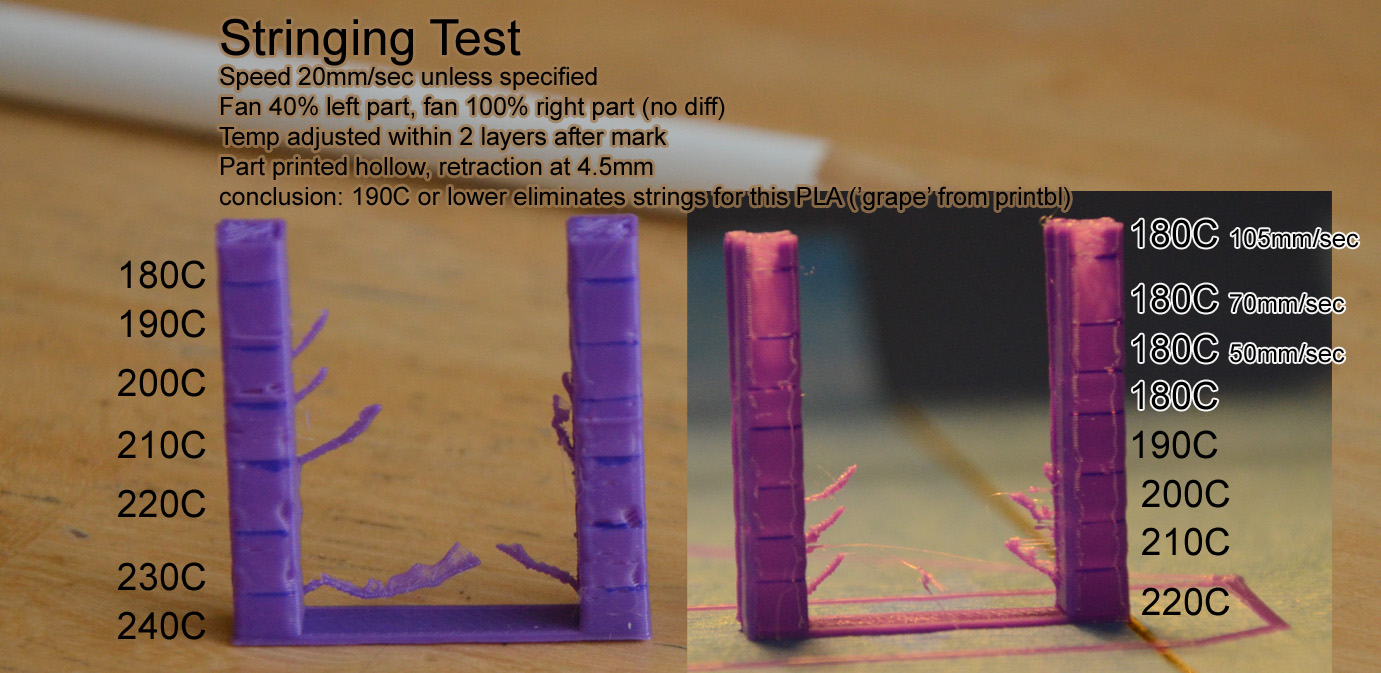 Stringing Test
Speed 20mm/sec unless specified
Fan 40% left part, fan 100% right part (no diff)
Temp adjusted within 2 layers after mark
Part printed hollow, retraction at 4.5mm
conclusion: 190C or lower eliminates strings for this PLA ('grape' from printbl)
180C
190C
200C
210C
220C
230C
240C
180C 105mm/sec
180C 70mm/sec
180C 50mm/sec
180C
190C
200C
210C
220C